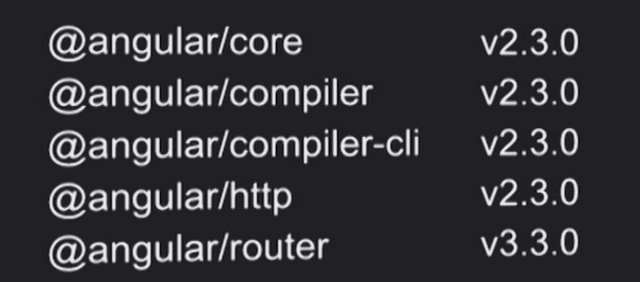 @angular/core v2.3.0
@angular/compiler v2.3.0
@angular/compiler-cli v2.3.0
@angular/http v2.3.0
@angular/router v3.3.0